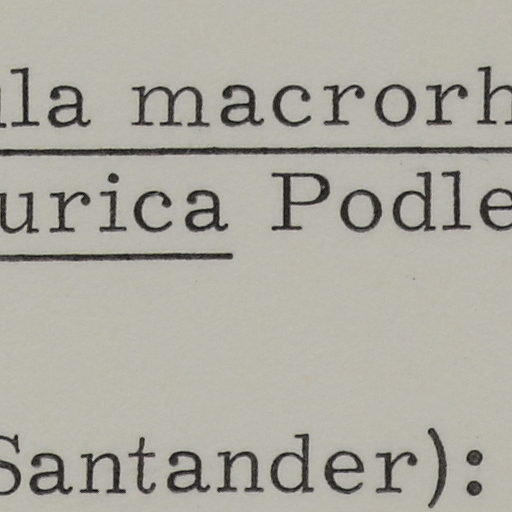 ula macrorh
urica Podle
Santander):